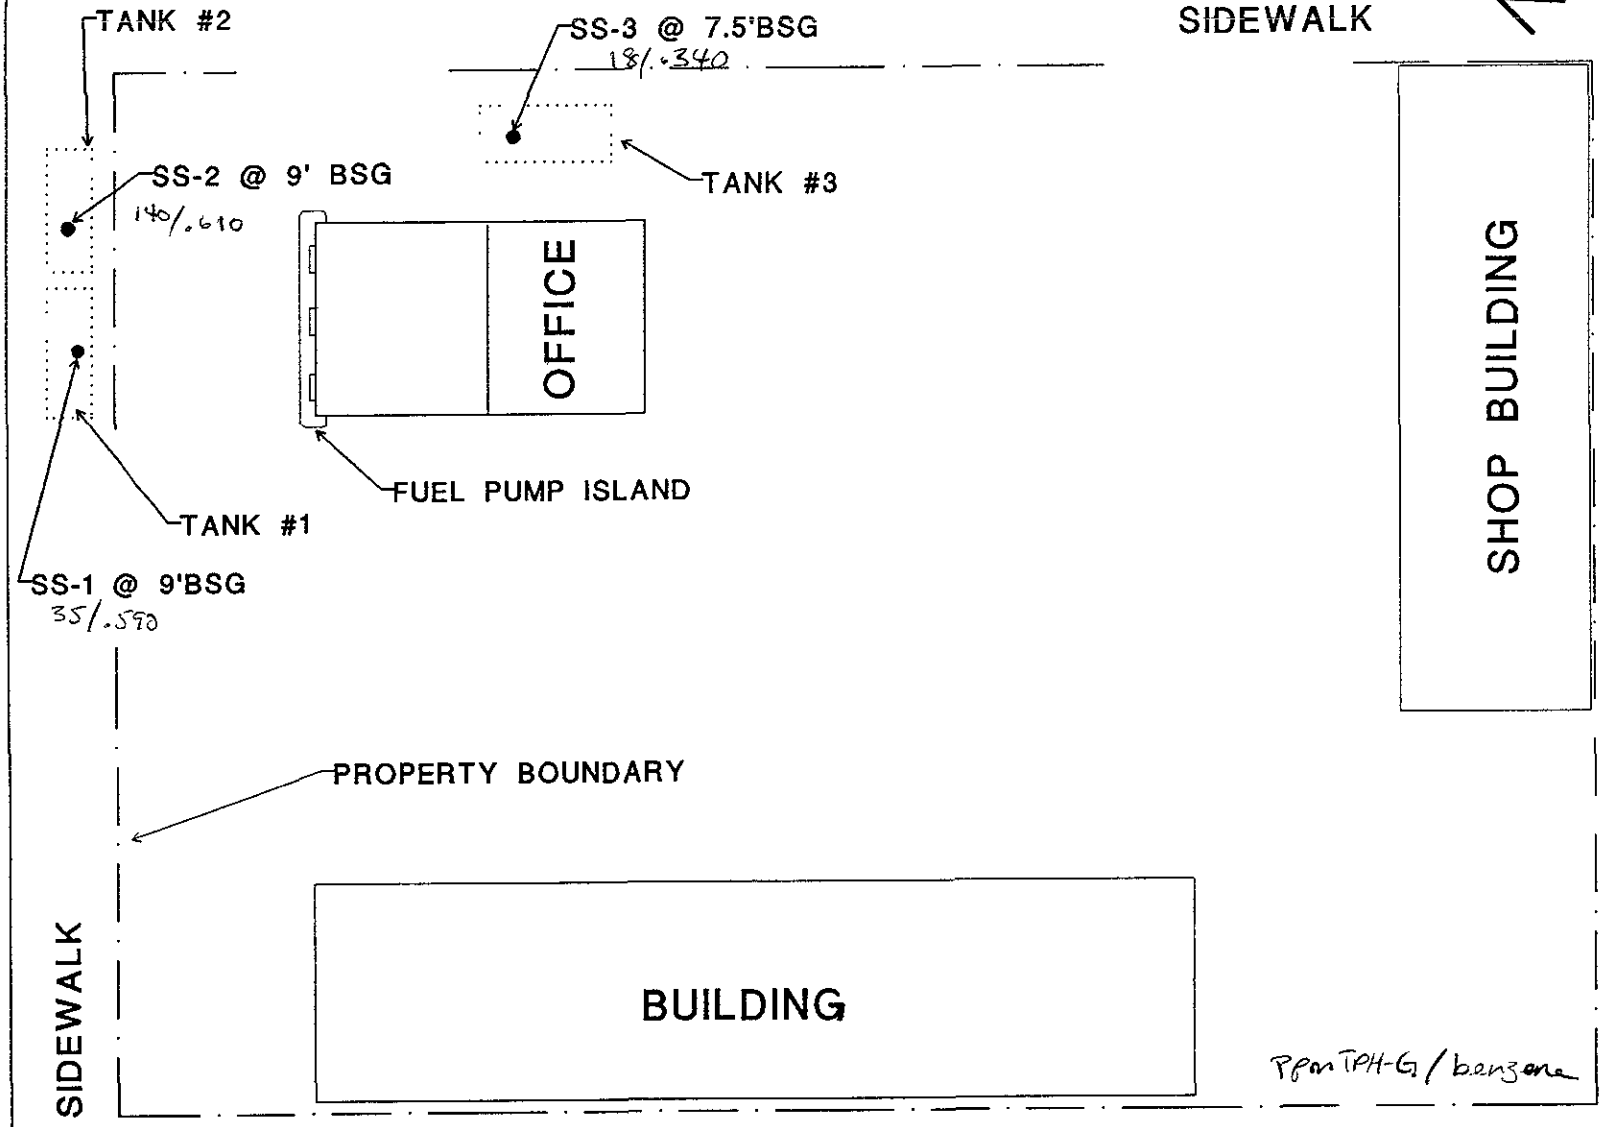 TANK #2
SS-3 @ 7.5'BSG
18/.340
SIDEWALK
SS-2 @ 9' BSG
140/.610
TANK #3
OFFICE
SHOP BUILDING
FUEL PUMP ISLAND
TANK #1
SS-1 @ 9'BSG
35/.590
PROPERTY BOUNDARY
SIDEWALK
BUILDING
ppm TPH-G / benzene